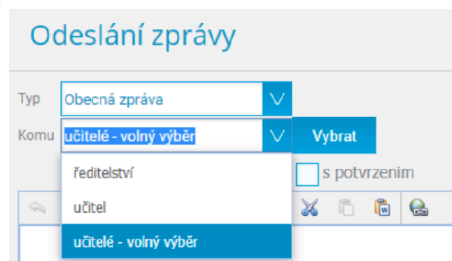 Odeslání zprávy
Typ Obecná zpráva
Komu učitelé - volný výběr Vybrat
ředitelství
s potvrzením
učitel
učitelé - volný výběr